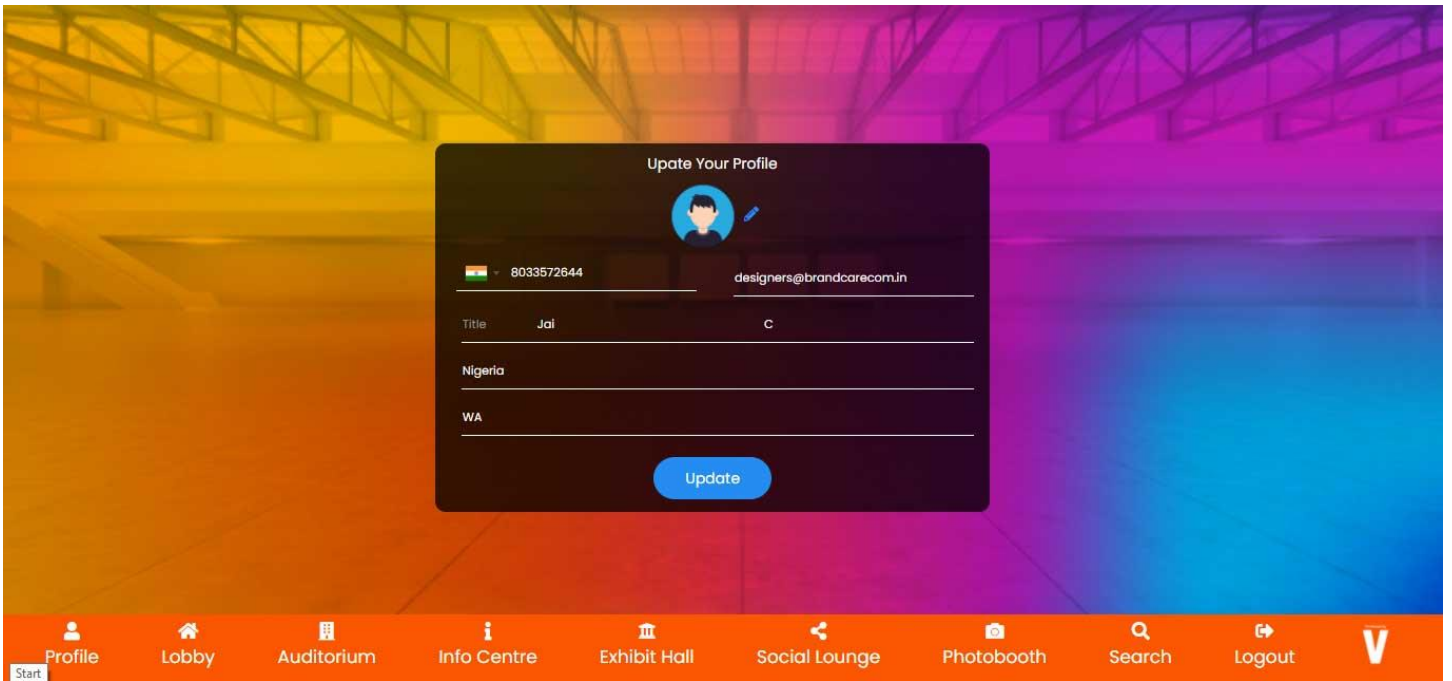 Upate Your Profile
8033572644
designers@brandcarecom.in
Title Jai C
Nigeria
WA
Update
Profile Lobby Auditorium Info Centre Exhibit Hall Social Lounge Photobooth Search Logout V
Start